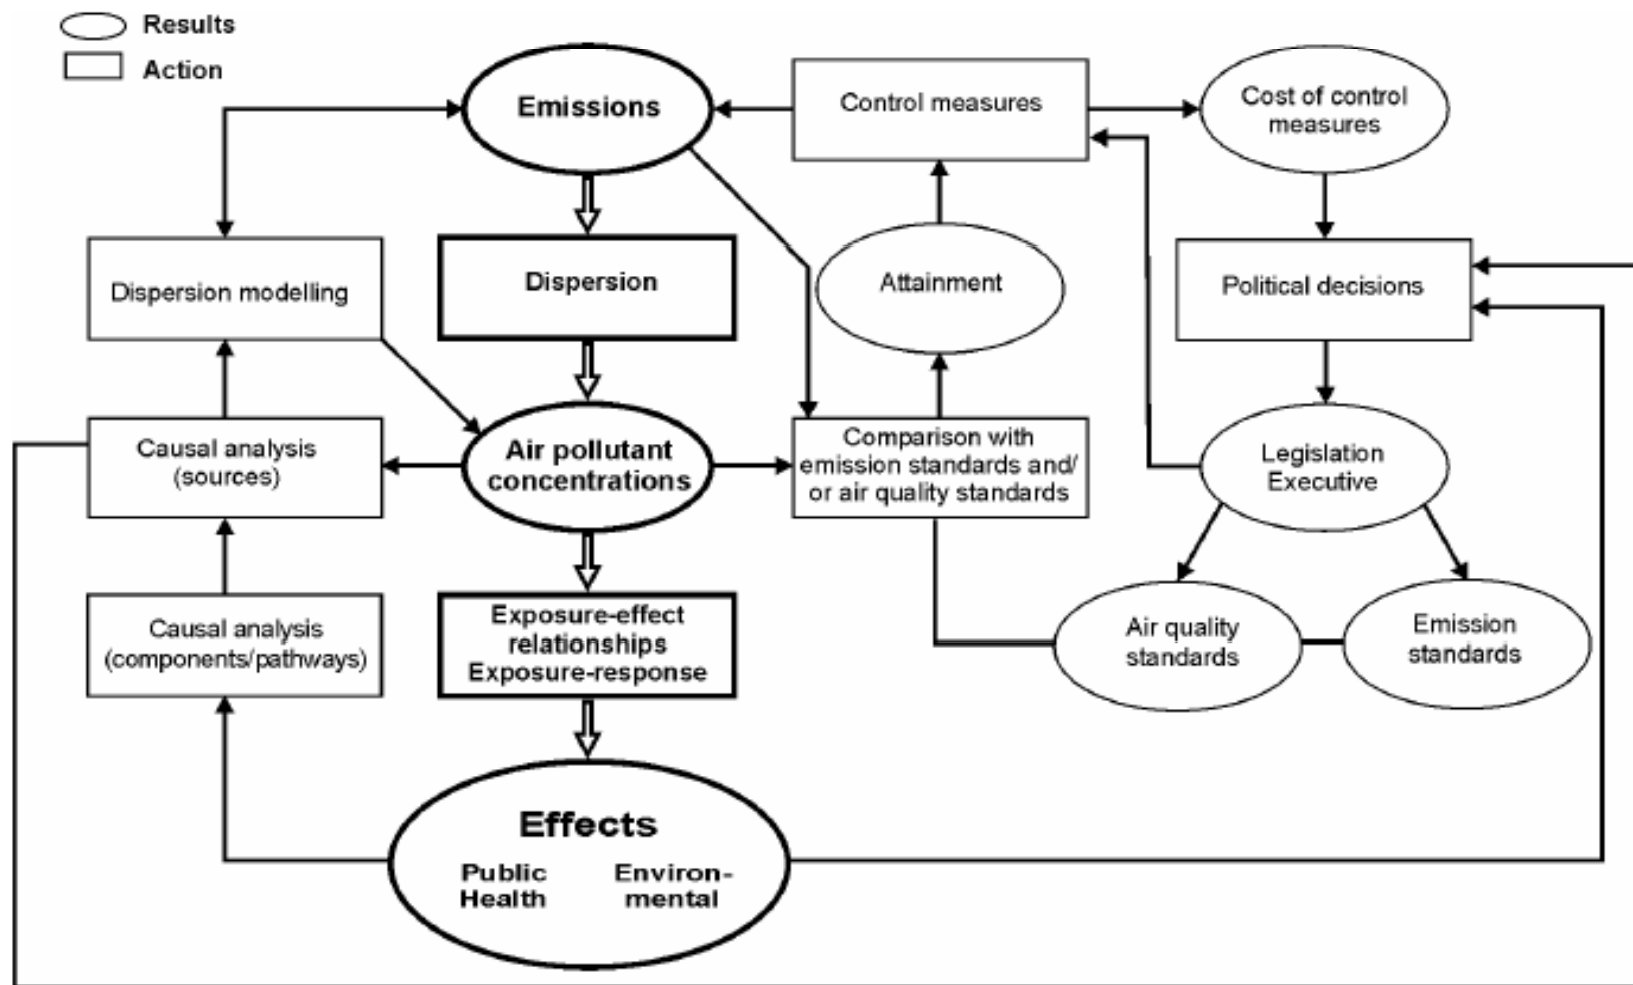 Results
Action
Emissions
Control measures
Cost of control
measures
Dispersion modelling
Dispersion
Attainment
Political decisions
Causal analysis
(sources)
Air pollutant
concentrations
Comparison with
emission standards and/
or air quality standards
Legislation
Executive
Causal analysis
(components/pathways)
Exposure-effect
relationships
Exposure-response
Air quality
standards
Emission
standards
Effects
Public
Health
Environ-
mental